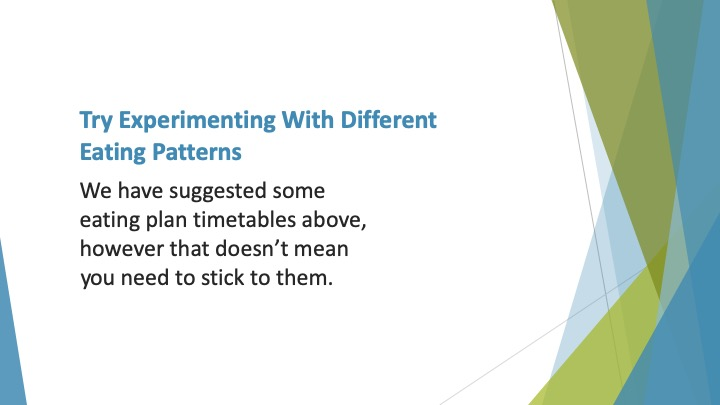 Try Experimenting With Different
Eating Patterns
We have suggested some
eating plan timetables above,
however that doesn’t mean
you need to stick to them.